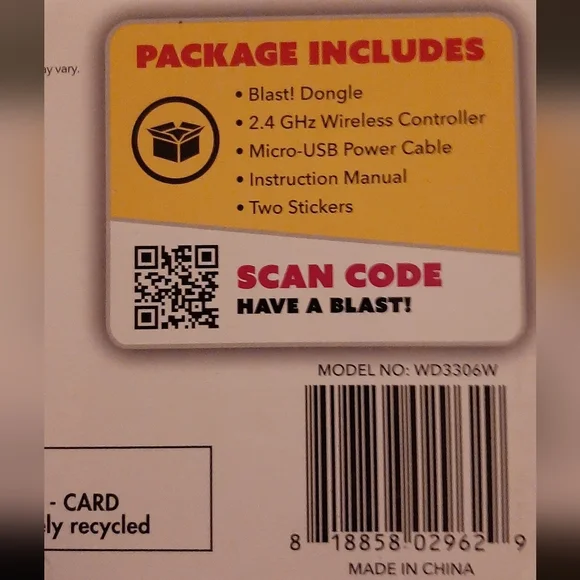 ay vary.
PACKAGE INCLUDES
• Blast! Dongle
• 2.4 GHz Wireless Controller
• Micro-USB Power Cable
• Instruction Manual
• Two Stickers
SCAN CODE
HAVE A BLAST!
MODEL NO: WD3306W
- CARD
ely recycled
8 18858 02962 9
MADE IN CHINA